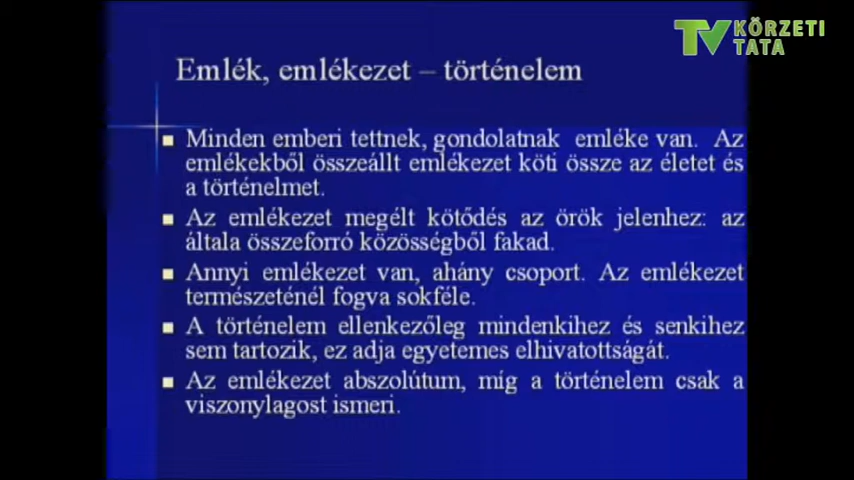 TV KÖRZETI
TATA
Emlék, emlékezet – történelem
Minden emberi tettnek, gondolatnak emléke van. Az
emlékekből összeállt emlékezet köti össze az életet és
a történelmet.
Az emlékezet megélt kötődés az örök jelenhez: az
általa összeforró közösségből fakad.
Annyi emlékezet van, ahány csoport. Az emlékezet
természeténél fogva sokféle.
A történelem ellenkezőleg mindenkihez és senkihez
sem tartozik, ez adja egyetemes elhivatottságát.
Az emlékezet abszolútum, míg a történelem csak a
viszonylagost ismeri.